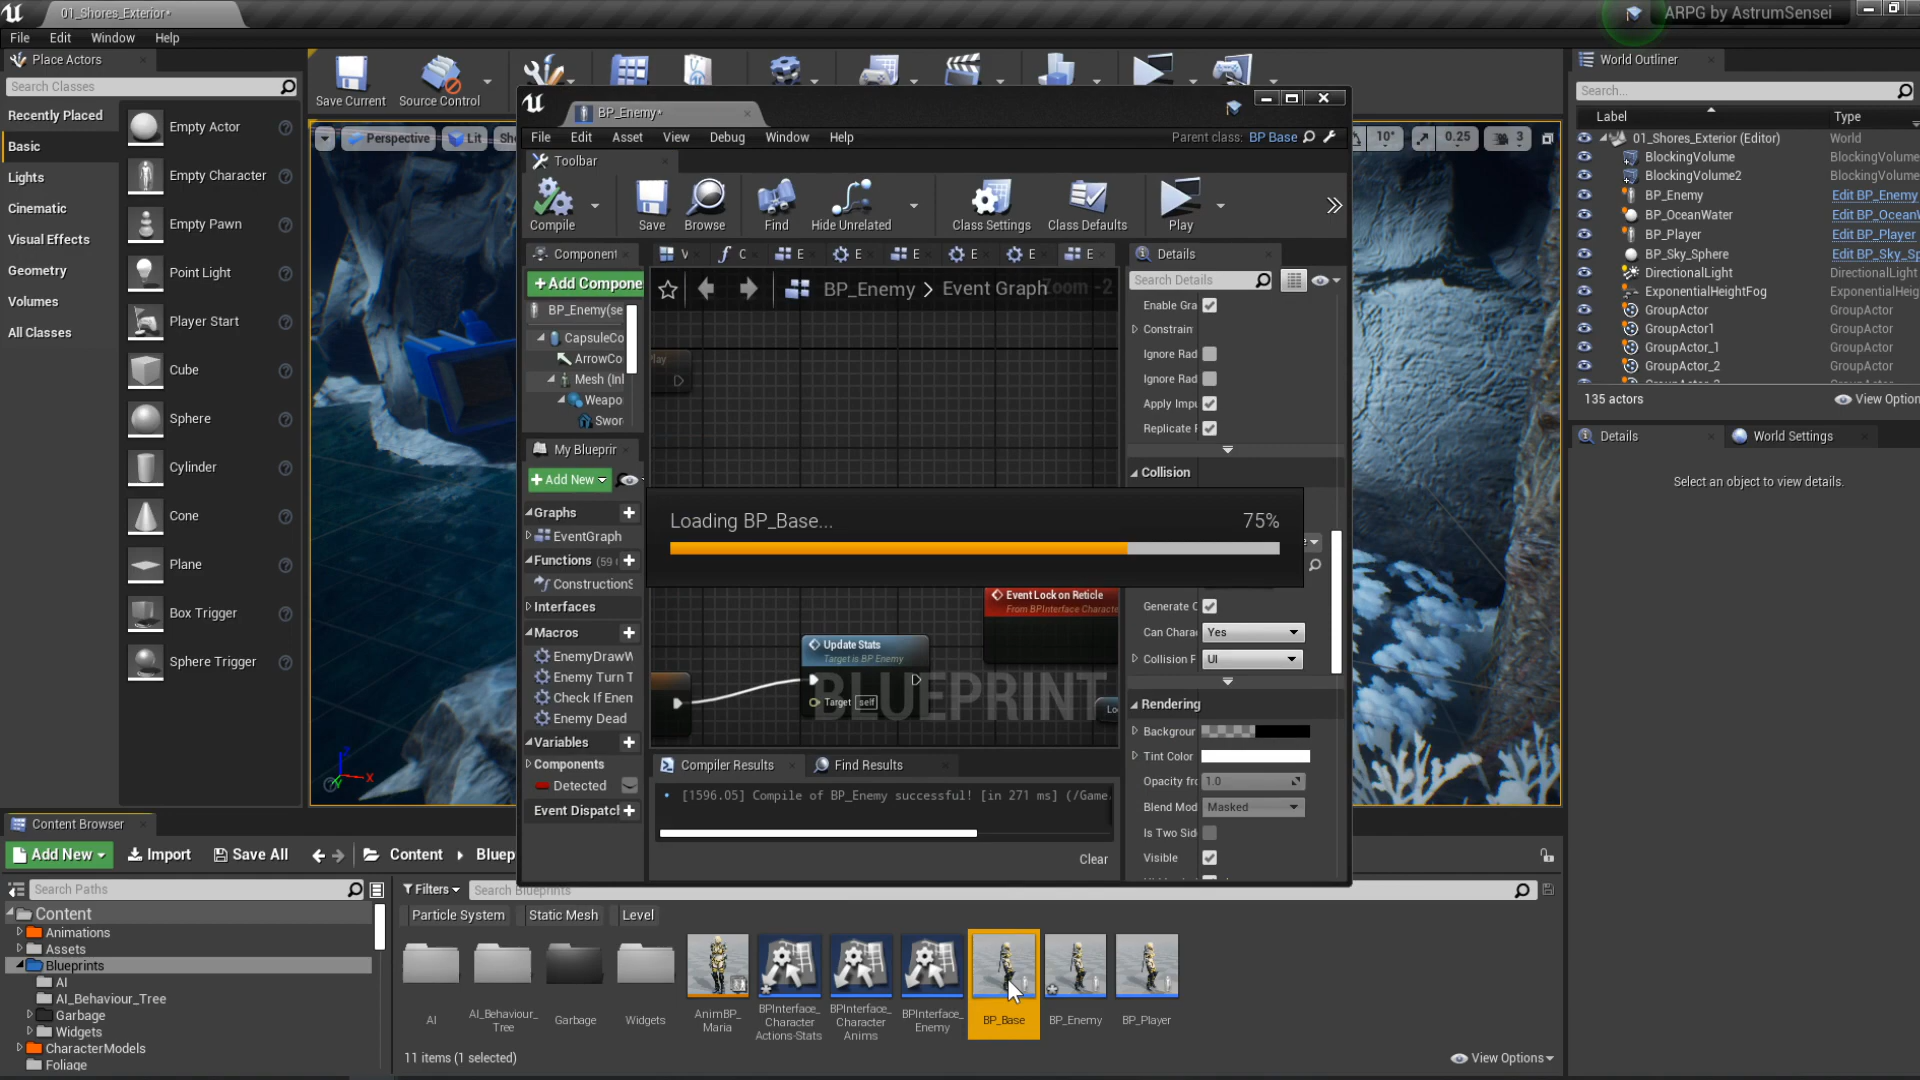 01_Shores_Exterior*
ARPG by AstrumSensei
File Edit Window Help
Place Actors
Search Classes
Recently Placed
Basic
Lights
Cinematic
Visual Effects
Geometry
Volumes
All Classes
Empty Actor
Empty Character
Empty Pawn
Point Light
Player Start
Cube
Sphere
Cylinder
Cone
Plane
Box Trigger
Sphere Trigger
Save Current Source Control
Perspective Lit Sh
10° 0.25 3
BP_Enemy*
File Edit Asset View Debug Window Help
Parent class: BP Base
Toolbar
Compile Save Browse Find Hide Unrelated Class Settings Class Defaults Play
Component
V C E E E E E E
+Add Compone
BP_Enemy(se
CapsuleCo
ArrowCo
Mesh (Inl
Weapo
Swor
My Blueprir
+Add New
Graphs
EventGraph
Functions (59
ConstructionS
Interfaces
Macros
EnemyDrawW
Enemy Turn T
Check If Enem
Enemy Dead
Variables
Components
Detected
Event Dispatcl
BP_Enemy > Event Graph
Zoom -2
Play
Loading BP_Base...
75%
Event Lock on Reticle
From BPInterface Character
Update Stats
Target is BP Enemy
Target self
BLUEPRINT
Lo
Compiler Results
Find Results
[1596.05] Compile of BP_Enemy successful! [in 271 ms] (/Game,
Clear
Details
Search Details
Enable Gra
Constrain
Ignore Rad
Ignore Rad
Apply Impu
Replicate F
Collision
Generate C
Can Charac Yes
Collision F UI
Rendering
Backgrour
Tint Color
Opacity frc 1.0
Blend Mod Masked
Is Two Sid
Visible
World Outliner
Search...
Label Type
01_Shores_Exterior (Editor) World
BlockingVolume BlockingVolume
BlockingVolume2 BlockingVolume
BP_Enemy Edit BP_Enemy
BP_OceanWater Edit BP_OceanW
BP_Player Edit BP_Player
BP_Sky_Sphere Edit BP_Sky_Sp
DirectionalLight DirectionalLight
ExponentialHeightFog ExponentialHeig
GroupActor GroupActor
GroupActor1 GroupActor
GroupActor_1 GroupActor
GroupActor_2 GroupActor
135 actors
View Option
Details
World Settings
Select an object to view details.
Content Browser
Add New Import Save All Content Bluep
Search Paths
Content
Animations
Assets
Blueprints
AI
AI_Behaviour_Tree
Garbage
Widgets
CharacterModels
Foliage
Filters
Search Blueprints
Particle System Static Mesh Level
AI
AI_Behaviour_
Tree
Garbage
Widgets
AnimBP_
Maria
BPInterface_
Character
Actions-Stats
BPInterface_
Character
Anims
BPInterface_
Enemy
BP_Base
BP_Enemy
BP_Player
11 items (1 selected)
View Options